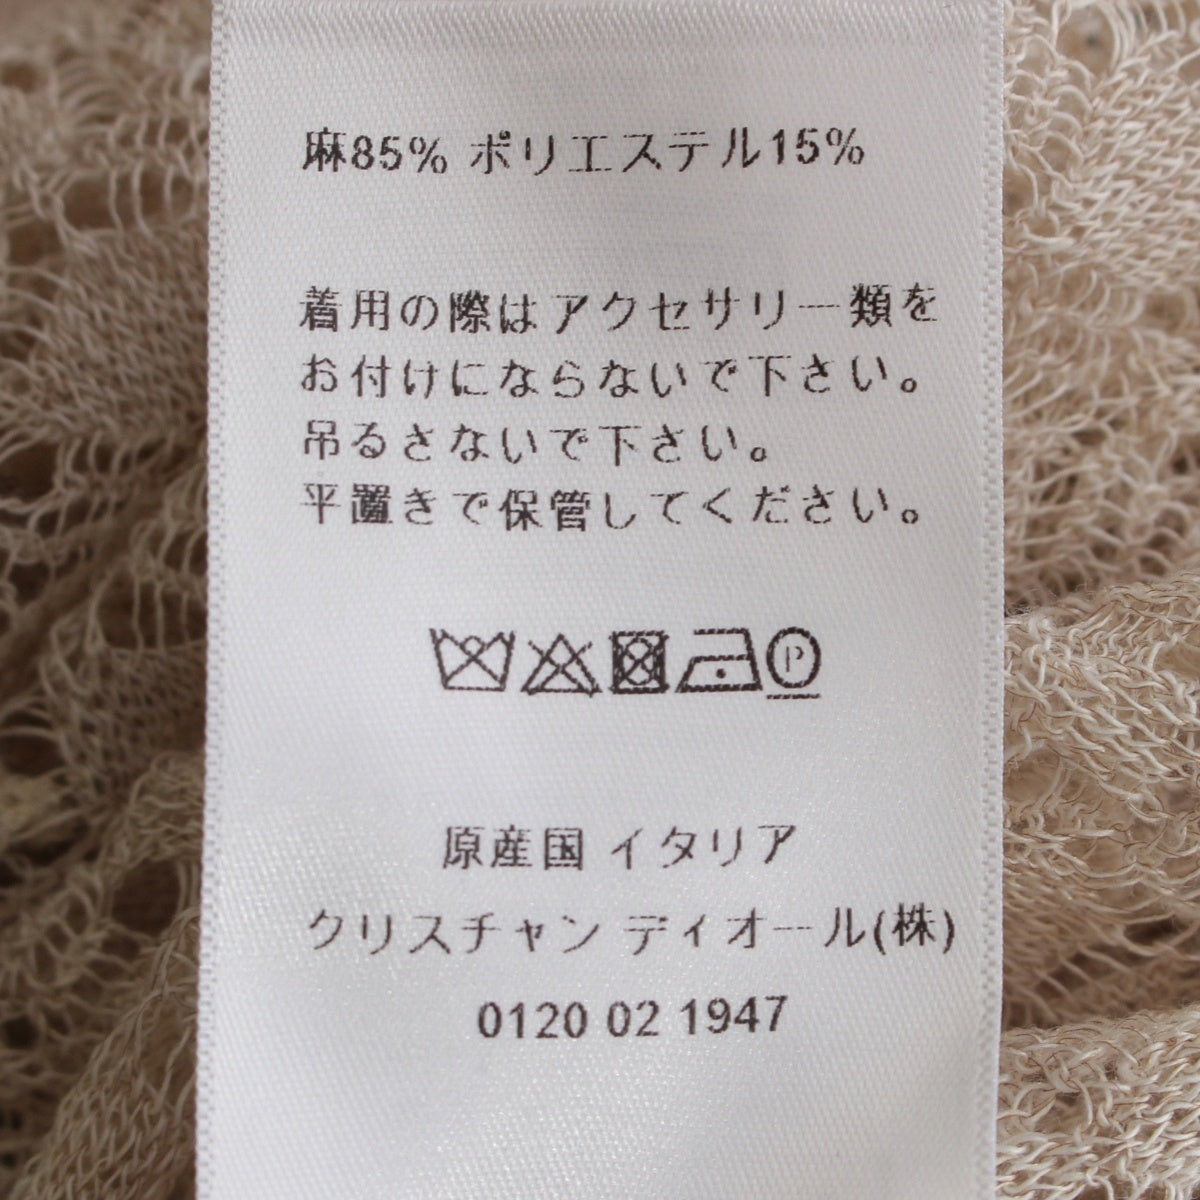 麻85% ポリエステル15%
着用の際はアクセサリー類を
お付けにならないで下さい。
吊るさないで下さい。
平置きで保管してください。
P
原産国 イタリア
クリスチャン ディオール(株)
0120 02 1947